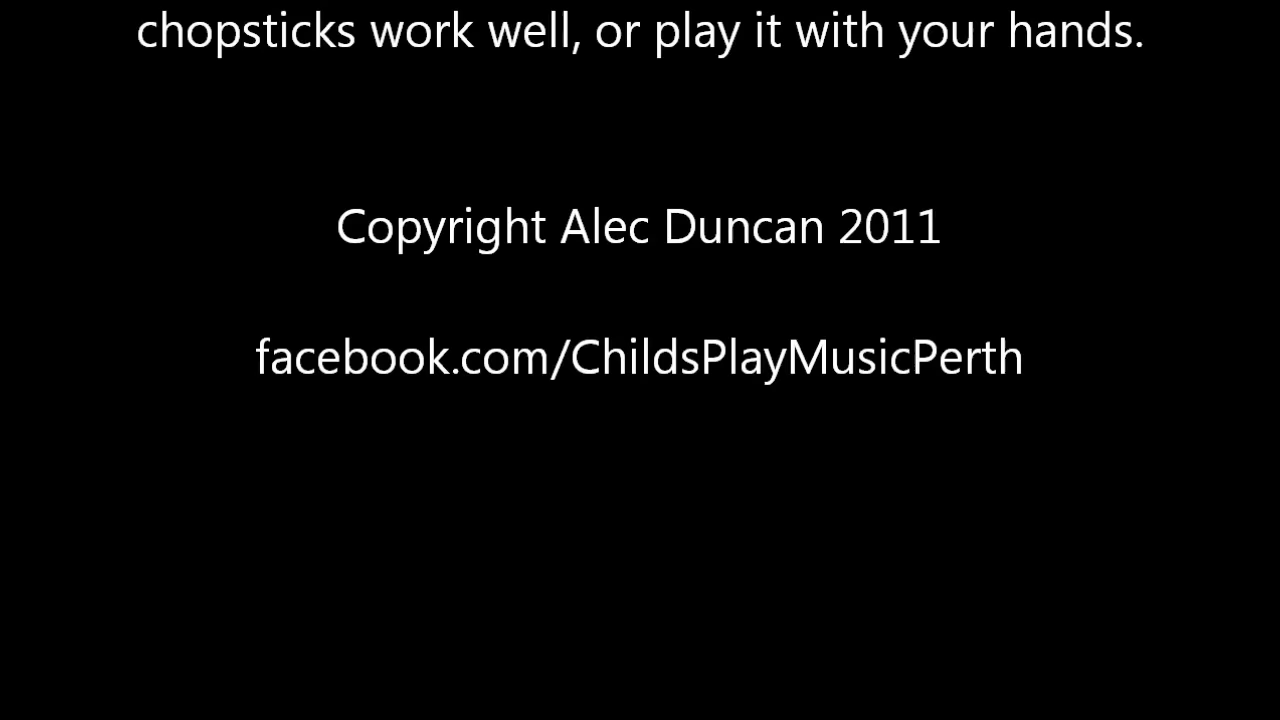 chopsticks work well, or play it with your hands.
Copyright Alec Duncan 2011
facebook.com/ChildsPlayMusicPerth